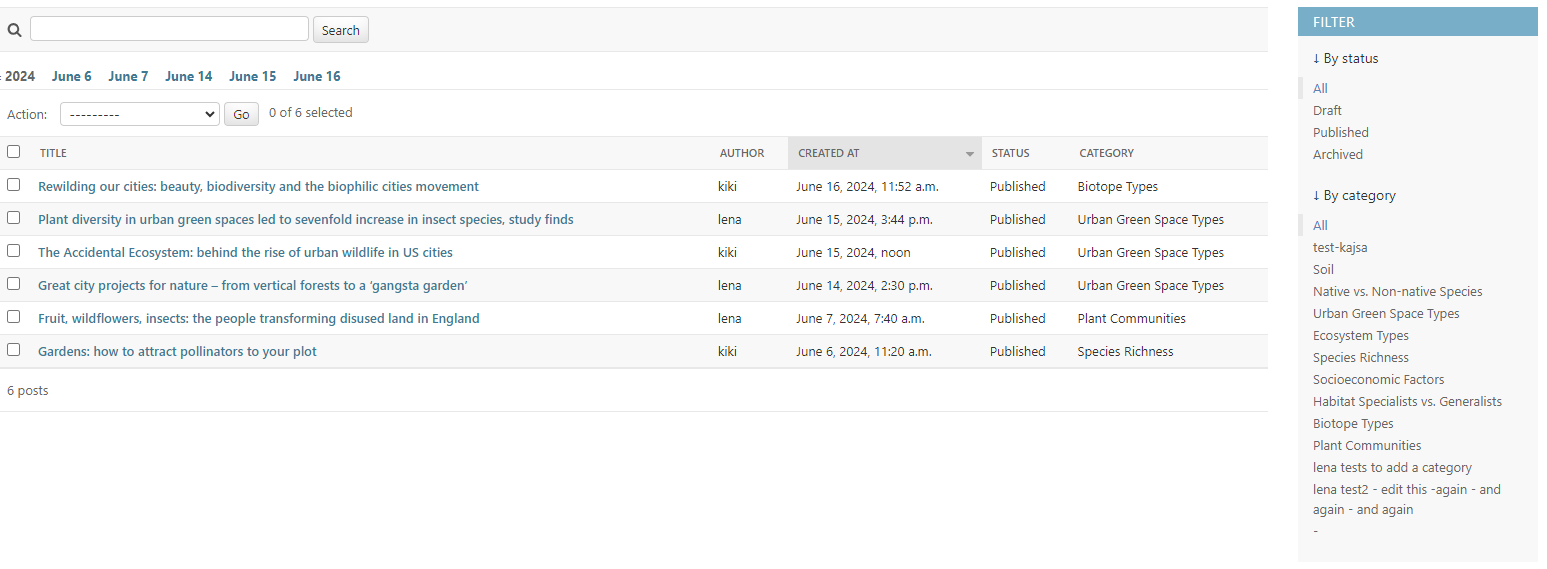 Search
‹ 2024 June 6 June 7 June 14 June 15 June 16
Action: --------- Go 0 of 6 selected
TITLE AUTHOR CREATED AT STATUS CATEGORY
Rewilding our cities: beauty, biodiversity and the biophilic cities movement kiki June 16, 2024, 11:52 a.m. Published Biotope Types
Plant diversity in urban green spaces led to sevenfold increase in insect species, study finds lena June 15, 2024, 3:44 p.m. Published Urban Green Space Types
The Accidental Ecosystem: behind the rise of urban wildlife in US cities kiki June 15, 2024, noon Published Urban Green Space Types
Great city projects for nature – from vertical forests to a ‘gangsta garden’ lena June 14, 2024, 2:30 p.m. Published Urban Green Space Types
Fruit, wildflowers, insects: the people transforming disused land in England lena June 7, 2024, 7:40 a.m. Published Plant Communities
Gardens: how to attract pollinators to your plot kiki June 6, 2024, 11:20 a.m. Published Species Richness
6 posts
FILTER
↓ By status
All
Draft
Published
Archived
↓ By category
All
test-kajsa
Soil
Native vs. Non-native Species
Urban Green Space Types
Ecosystem Types
Species Richness
Socioeconomic Factors
Habitat Specialists vs. Generalists
Biotope Types
Plant Communities
lena tests to add a category
lena test2 - edit this -again - and
again - and again
-